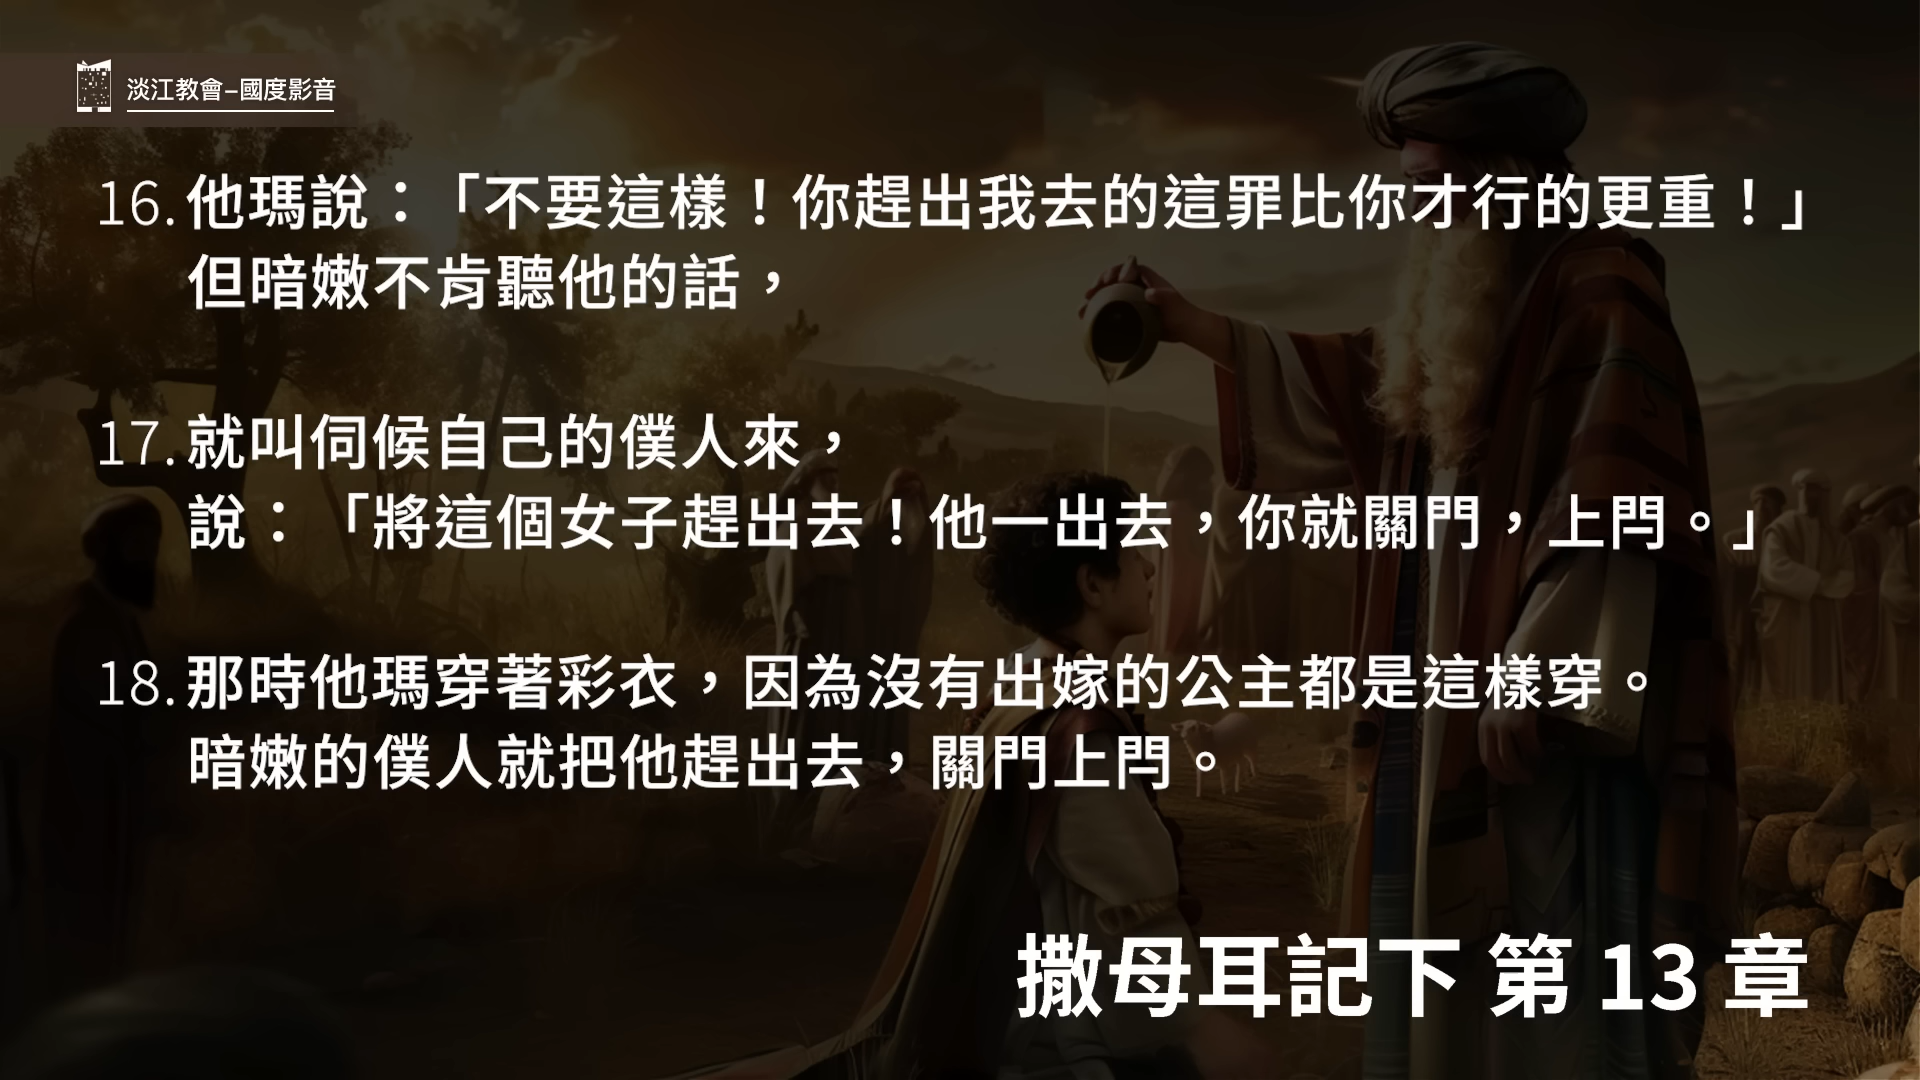 淡江教會–國度影音
16. 他瑪說：「不要這樣！你趕出我去的這罪比你才行的更重！」
但暗嫩不肯聽他的話，
17. 就叫伺候自己的僕人來，
說：「將這個女子趕出去！他一出去，你就關門，上閂。」
18. 那時他瑪穿著彩衣，因為沒有出嫁的公主都是這樣穿。
暗嫩的僕人就把他趕出去，關門上閂。
撒母耳記下 第 13 章